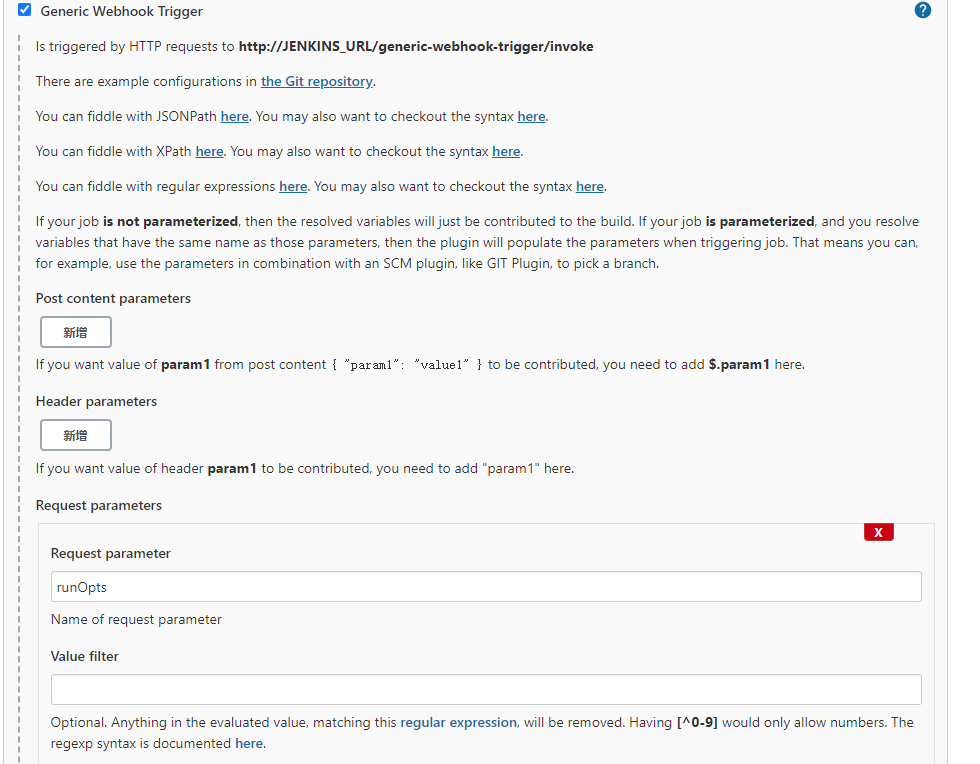 Generic Webhook Trigger
?
Is triggered by HTTP requests to http://JENKINS_URL/generic-webhook-trigger/invoke
There are example configurations in the Git repository.
You can fiddle with JSONPath here. You may also want to checkout the syntax here.
You can fiddle with XPath here. You may also want to checkout the syntax here.
You can fiddle with regular expressions here. You may also want to checkout the syntax here.
If your job is not parameterized, then the resolved variables will just be contributed to the build. If your job is parameterized, and you resolve
variables that have the same name as those parameters, then the plugin will populate the parameters when triggering job. That means you can,
for example, use the parameters in combination with an SCM plugin, like GIT Plugin, to pick a branch.
Post content parameters
新增
If you want value of param1 from post content { "param1": "value1" } to be contributed, you need to add $.param1 here.
Header parameters
新增
If you want value of header param1 to be contributed, you need to add "param1" here.
Request parameters
X
Request parameter
runOpts
Name of request parameter
Value filter
Optional. Anything in the evaluated value, matching this regular expression, will be removed. Having [^0-9] would only allow numbers. The
regexp syntax is documented here.